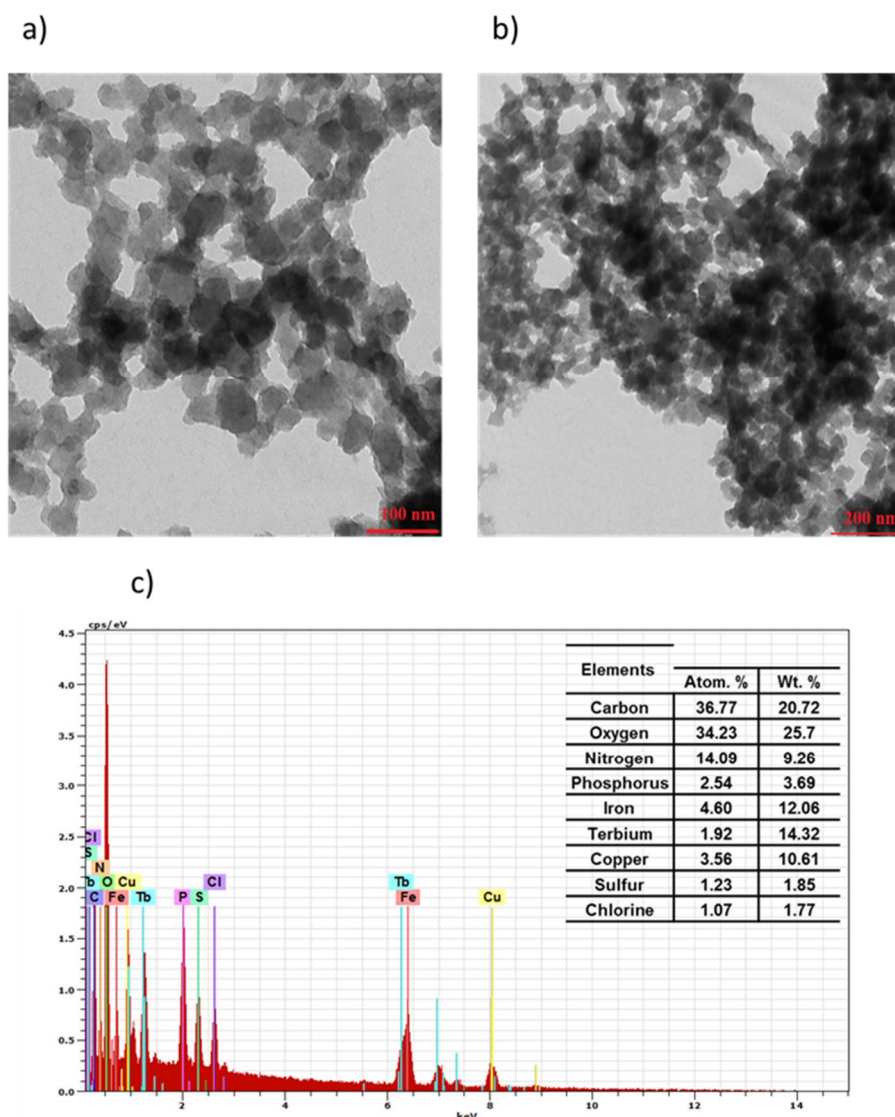 a)
b)
100 nm
200 nm
c)
cps/eV
4.5
4.0
3.5
3.0
2.5
2.0
1.5
1.0
0.5
0.0
2
4
6
8
10
12
14
keV
Cl
S
N
Tb O Cu Cl
C Fe Tb P S
Tb
Fe
Cu
Elements Atom. % Wt. %
Carbon 36.77 20.72
Oxygen 34.23 25.7
Nitrogen 14.09 9.26
Phosphorus 2.54 3.69
Iron 4.60 12.06
Terbium 1.92 14.32
Copper 3.56 10.61
Sulfur 1.23 1.85
Chlorine 1.07 1.77